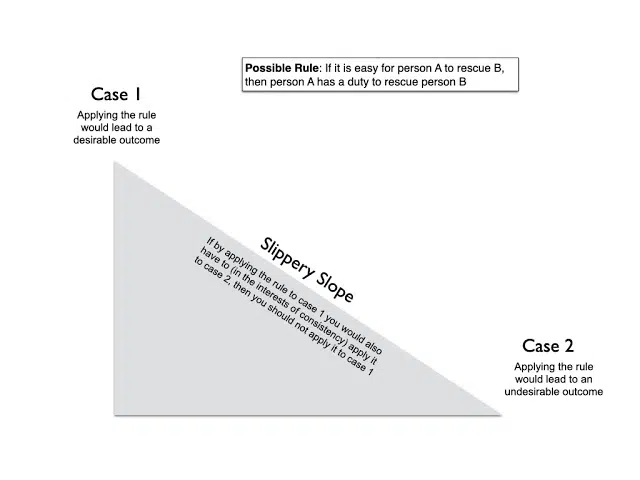 Possible Rule: If it is easy for person A to rescue B,
then person A has a duty to rescue person B
Case 1
Applying the rule
would lead to a
desirable outcome
Slippery Slope
If by applying the rule to case 1 you would also
have to (in the interests of consistency) apply it
to case 2, then you should not apply it to case 1
Case 2
Applying the rule
would lead to an
undesirable outcome